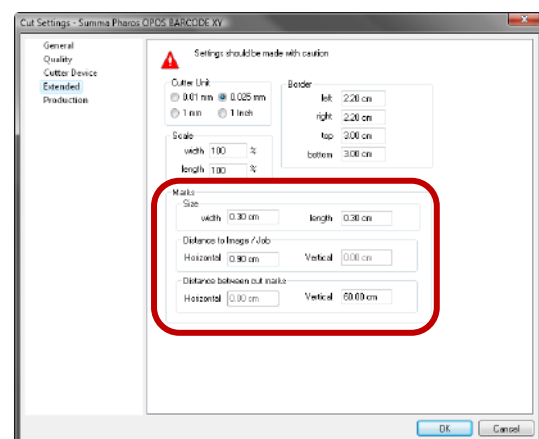 Cut Settings - Summa Pharos OPOS BARCODE XY
General
Quality
Cutter Device
Extended
Production
Settings should be made with caution
Cutter Unit
0.01 mm 0.025 mm
1 mm 1 Inch
Border
left 2.20 cm
right 2.20 cm
top 3.00 cm
bottom 3.00 cm
Scale
width 100 %
length 100 %
Marks
Size
width 0.30 cm length 0.30 cm
Distance to Image / Job
Horizontal 0.90 cm Vertical 0.00 cm
Distance between cut marks
Horizontal 0.00 cm Vertical 60.00 cm
OK Cancel